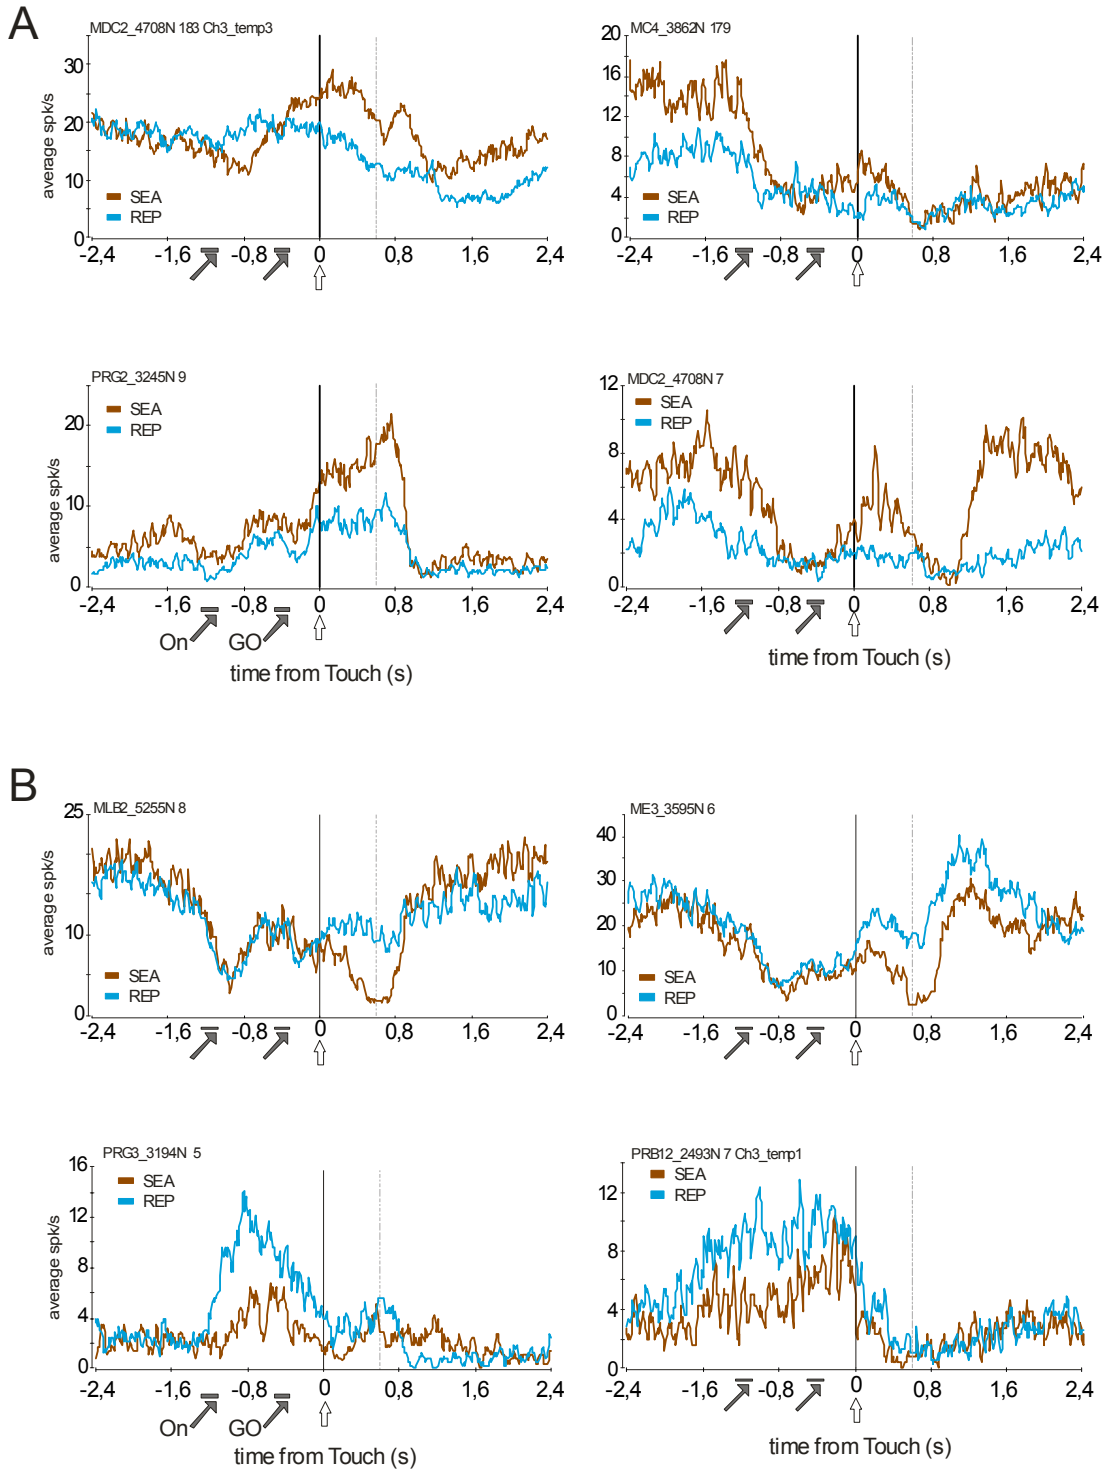 A
MDC2_4708N 183 Ch3_temp3
average spk/s
30
20
10
0
SEA
REP
-2,4 -1,6 -0,8 0 0,8 1,6 2,4
MC4_3862N 179
20
16
12
8
4
0
SEA
REP
-2,4 -1,6 -0,8 0 0,8 1,6 2,4
PRG2_3245N 9
average spk/s
20
10
0
SEA
REP
-2,4 -1,6 -0,8 0 0,8 1,6 2,4
On GO
time from Touch (s)
MDC2_4708N 7
12
8
4
0
SEA
REP
-2,4 -1,6 -0,8 0 0,8 1,6 2,4
time from Touch (s)
B
MLB2_5255N 8
average spk/s
25
10
0
SEA
REP
-2,4 -1,6 -0,8 0 0,8 1,6 2,4
ME3_3595N 6
40
30
20
10
0
SEA
REP
-2,4 -1,6 -0,8 0 0,8 1,6 2,4
PRG3_3194N 5
average spk/s
16
12
8
4
0
SEA
REP
-2,4 -1,6 -0,8 0 0,8 1,6 2,4
On GO
time from Touch (s)
PRB12_2493N 7 Ch3_temp1
12
8
4
0
SEA
REP
-2,4 -1,6 -0,8 0 0,8 1,6 2,4
time from Touch (s)